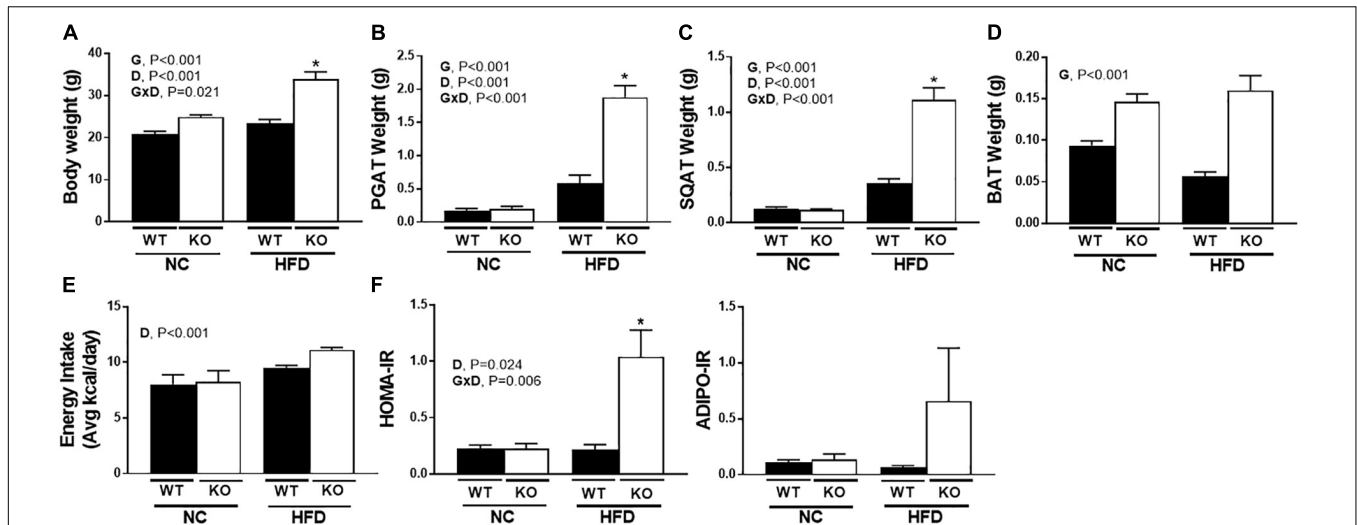 A
Body weight (g)
40
30
20
10
0
G, P<0.001
D, P<0.001
GxD, P=0.021
*
WT KO WT KO
NC HFD
B
PGAT Weight (g)
2.5
2.0
1.5
1.0
0.5
0.0
G, P<0.001
D, P<0.001
GxD, P<0.001
*
WT KO WT KO
NC HFD
C
SQAT Weight (g)
1.5
1.0
0.5
0.0
G, P<0.001
D, P<0.001
GxD, P<0.001
*
WT KO WT KO
NC HFD
D
BAT Weight (g)
0.20
0.15
0.10
0.05
0.00
G, P<0.001
WT KO WT KO
NC HFD
E
Energy Intake
(Avg kcal/day)
15
10
5
0
D, P<0.001
WT KO WT KO
NC HFD
F
HOMA-IR
1.5
1.0
0.5
0.0
D, P=0.024
GxD, P=0.006
*
WT KO WT KO
NC HFD
ADIPO-IR
1.5
1.0
0.5
0.0
WT KO WT KO
NC HFD